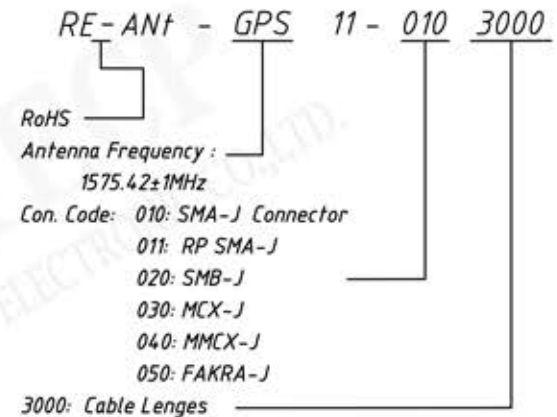 RE-ANt - GPS 11 - 010 3000
RoHS
Antenna Frequency :
1575.42±1MHz
Con. Code: 010: SMA-J Connector
011: RP SMA-J
020: SMB-J
030: MCX-J
040: MMCX-J
050: FAKRA-J
3000: Cable Lenges